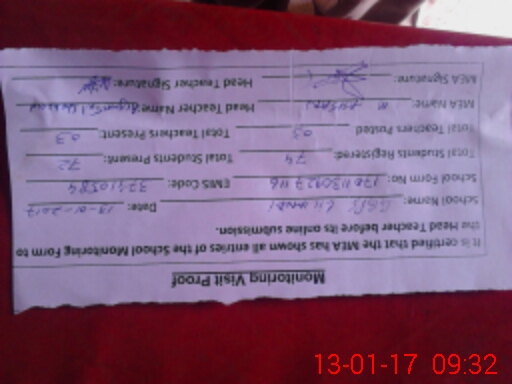 Monitoring Visit Proof
It is certified that the MEA has shown all entries of the School Monitoring Form to
the Head Teacher before its online submission.
School Name: GGPS Date: 13-01-2017
School Form No: EMIS Code: 37310584
Total Students Registered: 74 Total Students Present: 72
Total Teachers Posted: 03 Total Teachers Present: 03
MEA Name: M Head Teacher Name:
MEA Signature: Head Teacher Signature:
13-01-17 09:32